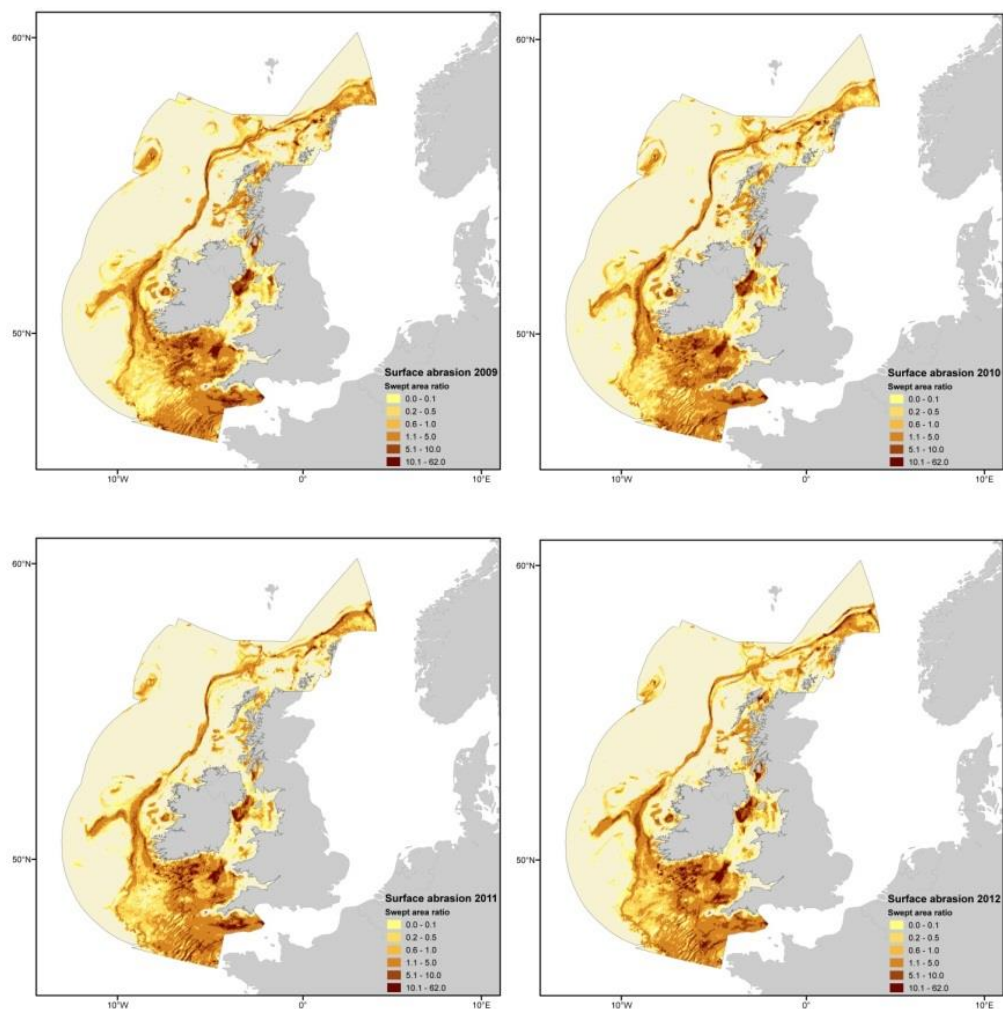 60°N
50°N
Surface abrasion 2009
Swept area ratio
0.0 - 0.1
0.2 - 0.5
0.6 - 1.0
1.1 - 5.0
5.1 - 10.0
10.1 - 62.0
10°W 0° 10°E
60°N
50°N
Surface abrasion 2010
Swept area ratio
0.0 - 0.1
0.2 - 0.5
0.6 - 1.0
1.1 - 5.0
5.1 - 10.0
10.1 - 62.0
10°W 0° 10°E
60°N
50°N
Surface abrasion 2011
Swept area ratio
0.0 - 0.1
0.2 - 0.5
0.6 - 1.0
1.1 - 5.0
5.1 - 10.0
10.1 - 62.0
10°W 0° 10°E
60°N
50°N
Surface abrasion 2012
Swept area ratio
0.0 - 0.1
0.2 - 0.5
0.6 - 1.0
1.1 - 5.0
5.1 - 10.0
10.1 - 62.0
10°W 0° 10°E